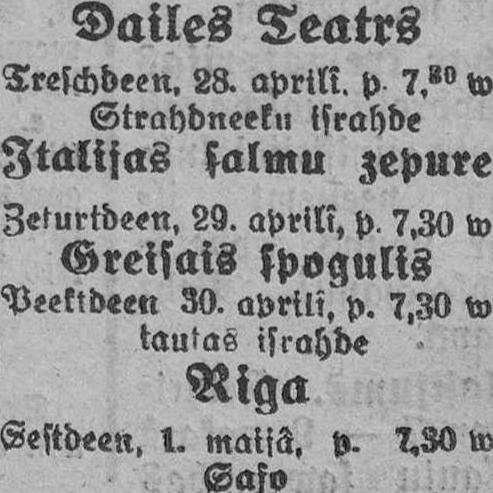 Dailes Teatrs
Treſchdeen, 28. aprilî, p. 7,30 w
Strahdneeku iſrahde
Italijas ſalmu zepure
Zeturtdeen, 29. aprilî, p. 7,30 w
Greiſais ſpogulis
Peektdeen 30. aprilî, p. 7,30 w
tautas iſrahde
Riga
Seſtdeen, 1. maijâ, p. 7,30 w
Saſo